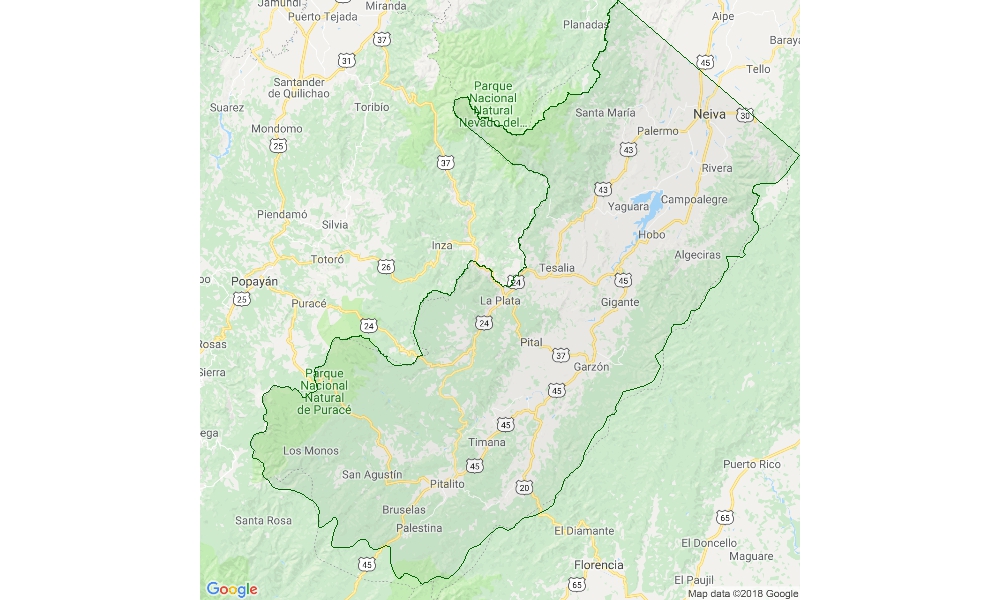 Jamundi
Miranda
Puerto Tejada
Planadas
Aipe
37
31
45
Baraya
Tello
Santander
de Quilichao
Parque
Nacional
Natural
Nevado del...
Suarez
Toribio
Santa María
Neiva
30
Mondomo
Palermo
25
43
37
Rivera
43
Yaguara
Campoalegre
Piendamó
Silvia
Hobo
Inza
Algeciras
Totoró
26
Tesalia
24
45
Popayán
25
La Plata
Gigante
Puracé
24
24
Rosas
Pital
37
Garzón
Sierra
Parque
Nacional
Natural
de Puracé
45
45
Timana
Los Monos
45
San Agustín
Pitalito
20
Puerto Rico
Bruselas
Santa Rosa
Palestina
65
El Diamante
El Doncello
Maguare
45
Florencia
65
El Paujil
Google
Map data ©2018 Google